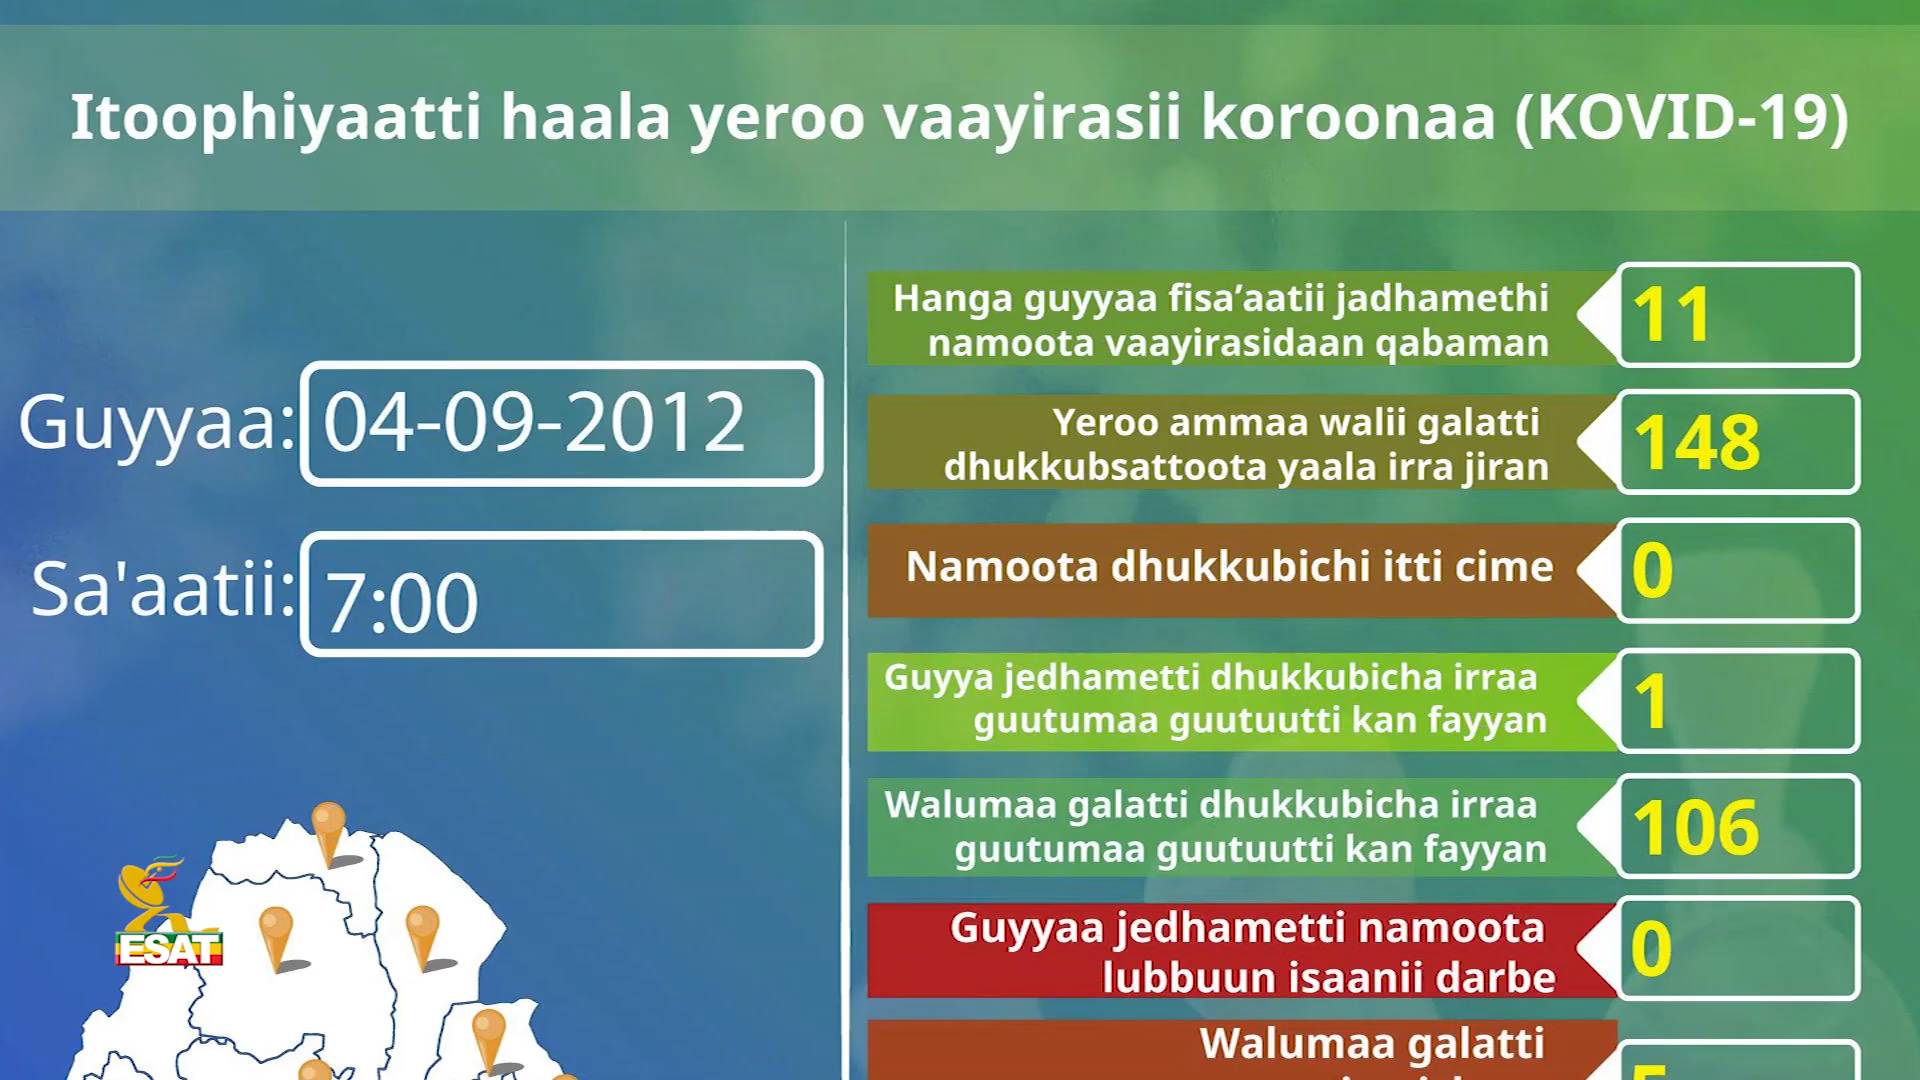 Itoophiyaatti haala yeroo vaayirasii koroonaa (KOVID-19)
Guyyaa: 04-09-2012
Sa'aatii: 7:00
ESAT
Hanga guyyaa fisa’aatii jadhamethi
namoota vaayirasidaan qabaman
11
Yeroo ammaa walii galatti
dhukkubsattoota yaala irra jiran
148
Namoota dhukkubichi itti cime
0
Guyya jedhametti dhukkubicha irraa
guutumaa guutuutti kan fayyan
1
Walumaa galatti dhukkubicha irraa
guutumaa guutuutti kan fayyan
106
Guyyaa jedhametti namoota
lubbuun isaanii darbe
0
Walumaa galatti
5